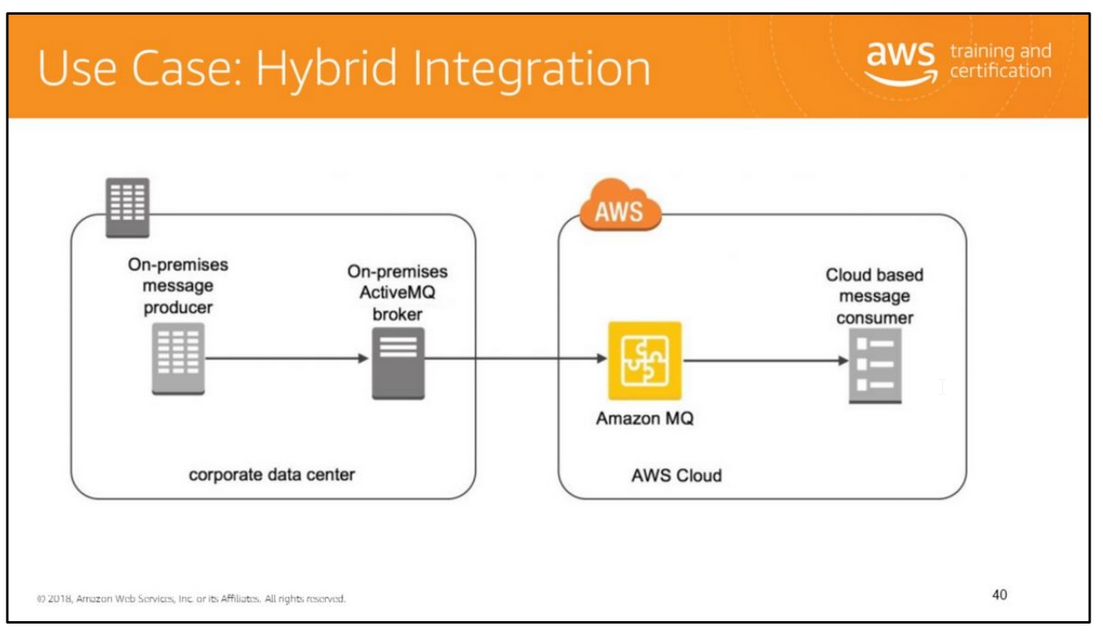 Use Case: Hybrid Integration
aws training and
certification
On-premises
message
producer
On-premises
ActiveMQ
broker
corporate data center
AWS
Amazon MQ
Cloud based
message
consumer
AWS Cloud
© 2018, Amazon Web Services, Inc. or its Affiliates. All rights reserved.
40